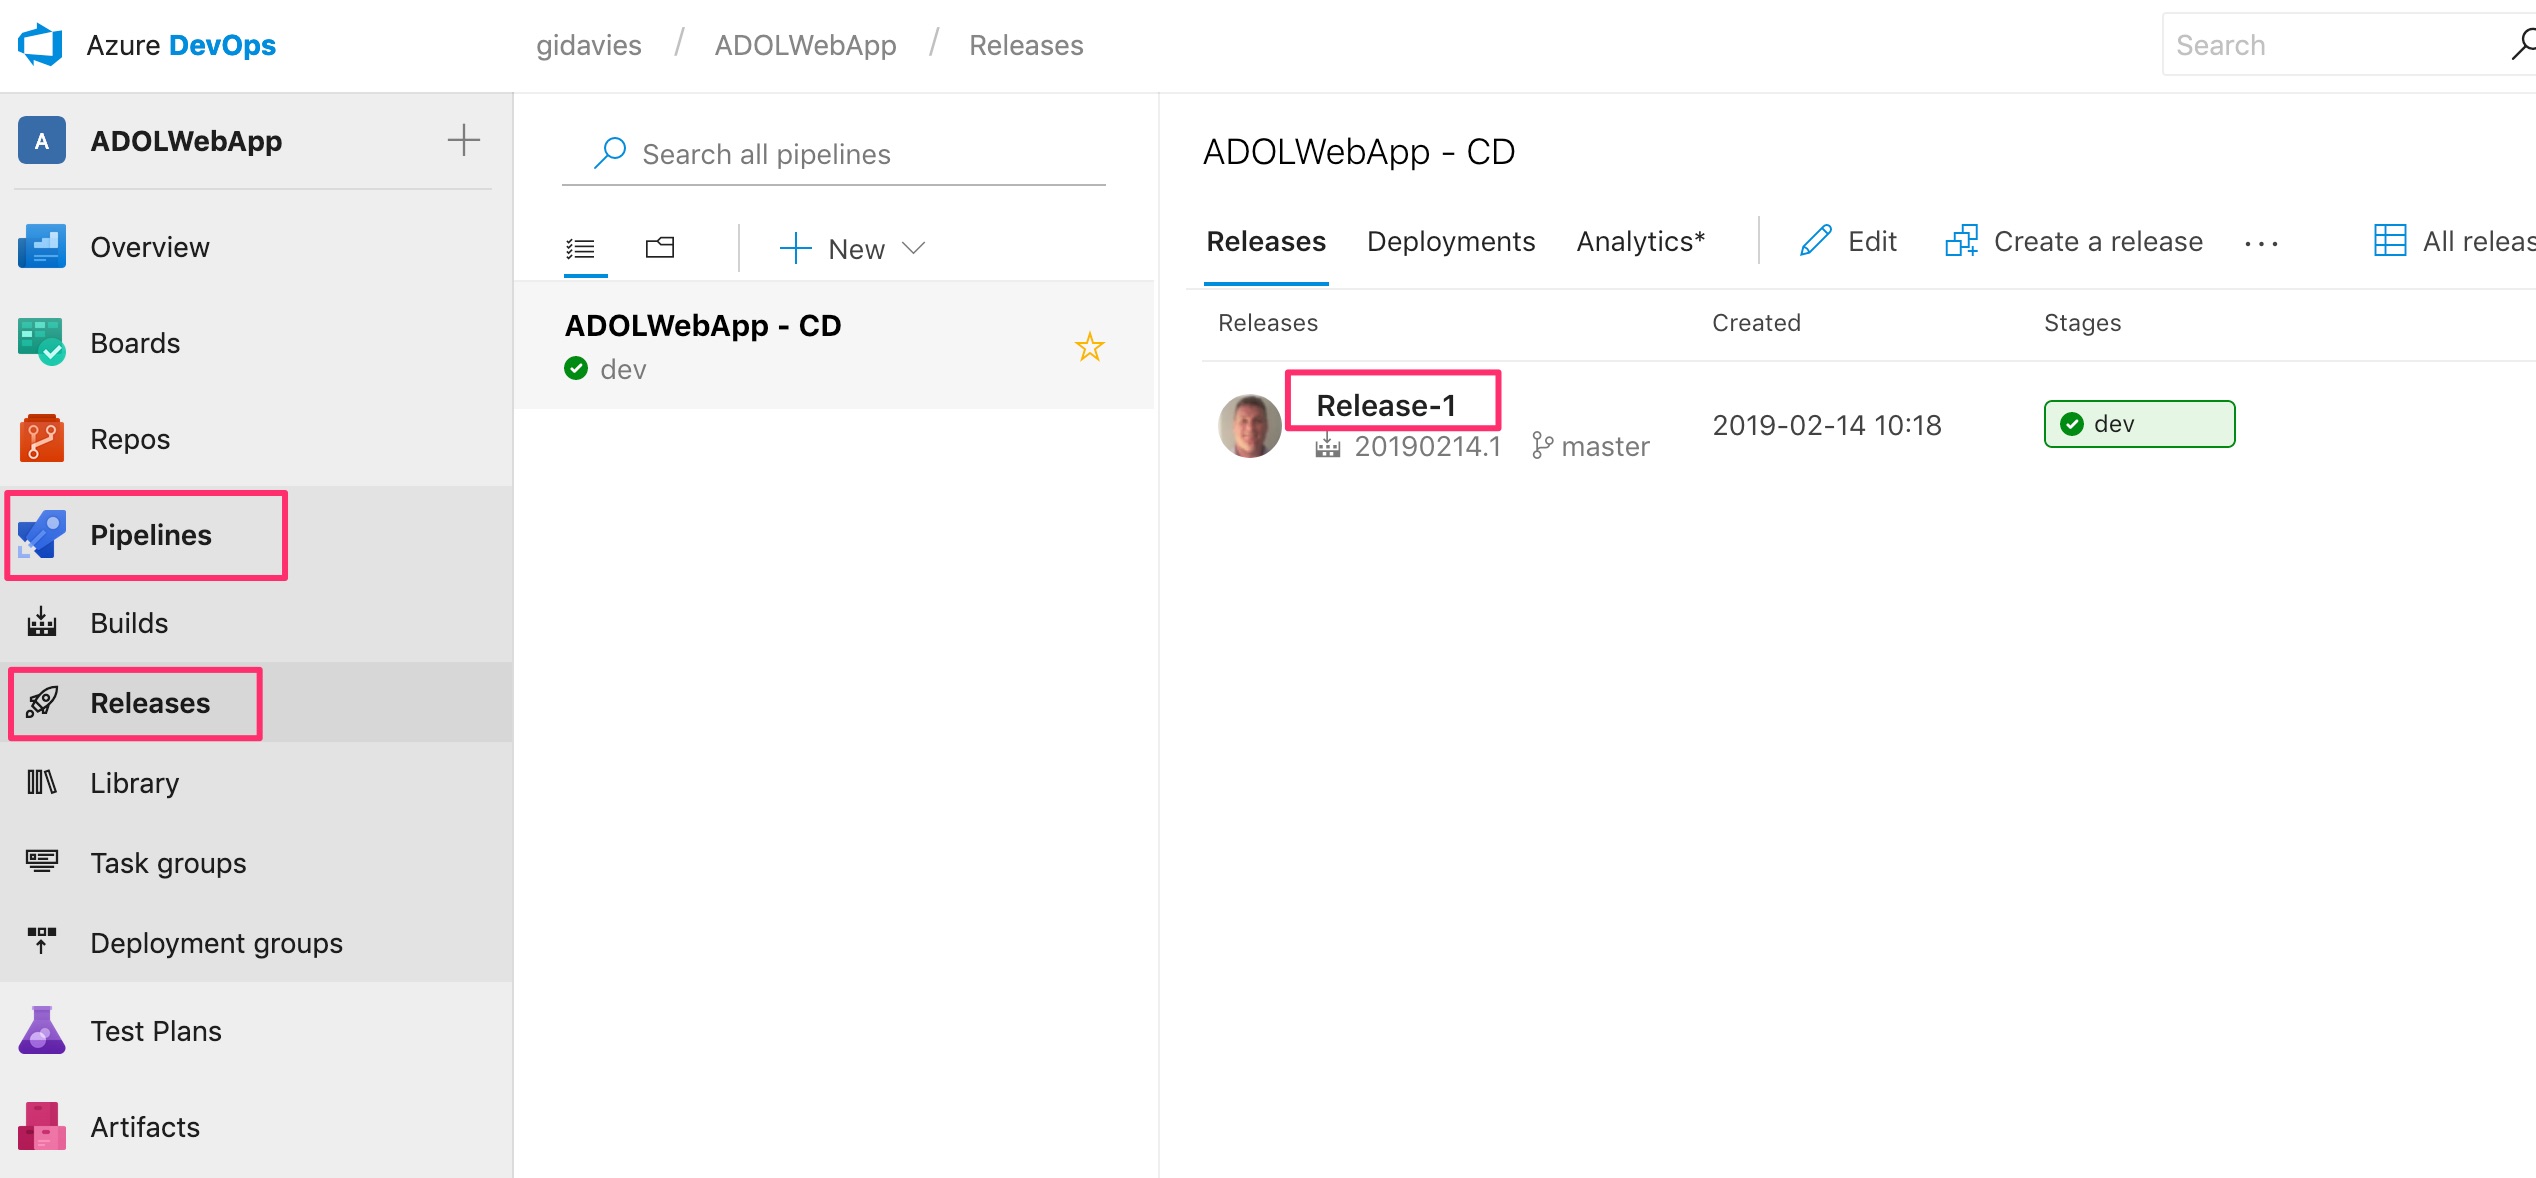 Azure DevOps
gidavies / ADOLWebApp / Releases
Search
A ADOLWebApp
Overview
Boards
Repos
Pipelines
Builds
Releases
Library
Task groups
Deployment groups
Test Plans
Artifacts
Search all pipelines
New
ADOLWebApp - CD
dev
ADOLWebApp - CD
Releases Deployments Analytics* Edit Create a release ... All releas
Releases Created Stages
Release-1
20190214.1 master
2019-02-14 10:18
dev